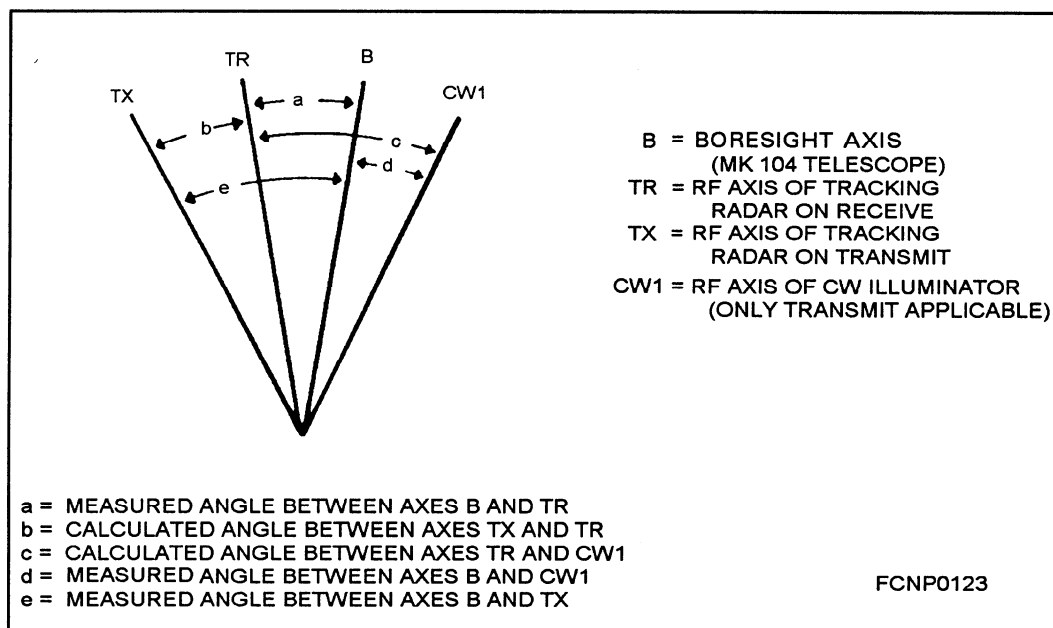 TX
TR
B
CW1
a
b
c
d
e
B = BORESIGHT AXIS
(MK 104 TELESCOPE)
TR = RF AXIS OF TRACKING
RADAR ON RECEIVE
TX = RF AXIS OF TRACKING
RADAR ON TRANSMIT
CW1 = RF AXIS OF CW ILLUMINATOR
(ONLY TRANSMIT APPLICABLE)
a = MEASURED ANGLE BETWEEN AXES B AND TR
b = CALCULATED ANGLE BETWEEN AXES TX AND TR
c = CALCULATED ANGLE BETWEEN AXES TR AND CW1
d = MEASURED ANGLE BETWEEN AXES B AND CW1
e = MEASURED ANGLE BETWEEN AXES B AND TX
FCNP0123